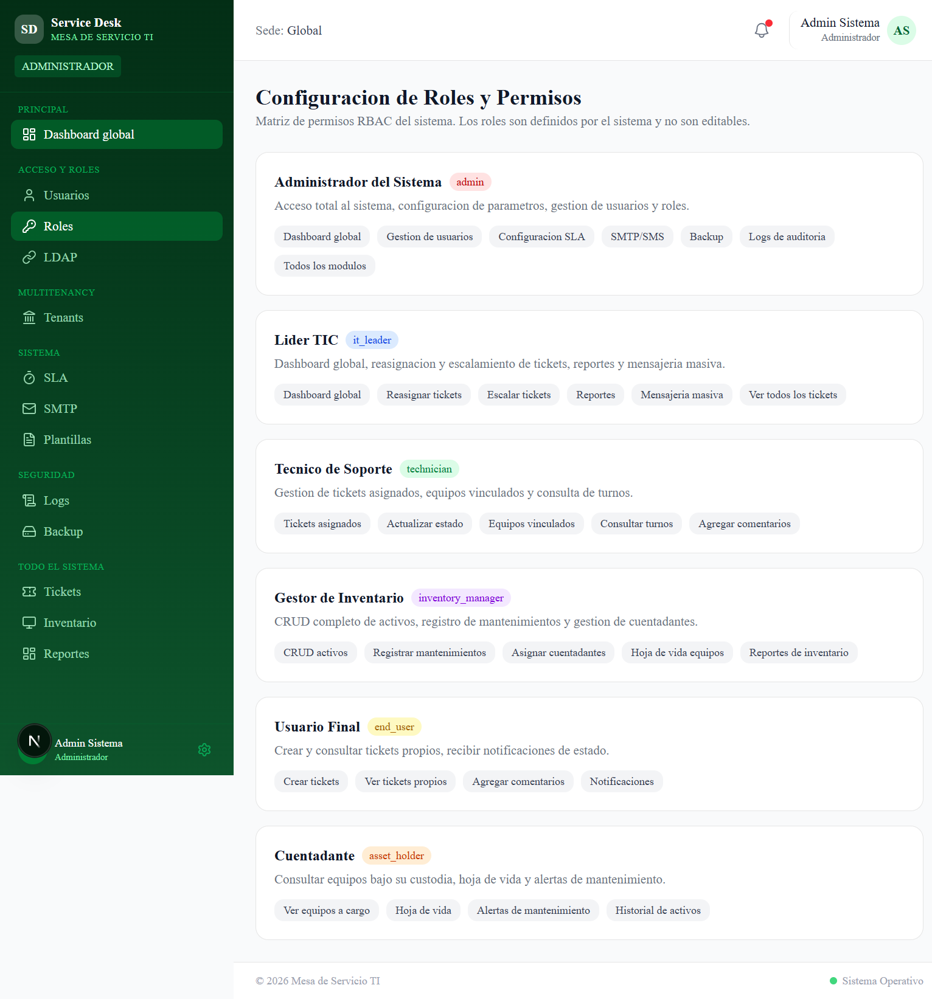 SD
Service Desk
MESA DE SERVICIO TI
ADMINISTRADOR
PRINCIPAL
Dashboard global
ACCESO Y ROLES
Usuarios
Roles
LDAP
MULTITENANCY
Tenants
SISTEMA
SLA
SMTP
Plantillas
SEGURIDAD
Logs
Backup
TODO EL SISTEMA
Tickets
Inventario
Reportes
N
Admin Sistema
Administrador
Sede: Global
Admin Sistema
Administrador
AS
Configuracion de Roles y Permisos
Matriz de permisos RBAC del sistema. Los roles son definidos por el sistema y no son editables.
Administrador del Sistema admin
Acceso total al sistema, configuracion de parametros, gestion de usuarios y roles.
Dashboard global Gestion de usuarios Configuracion SLA SMTP/SMS Backup Logs de auditoria
Todos los modulos
Lider TIC it_leader
Dashboard global, reasignacion y escalamiento de tickets, reportes y mensajeria masiva.
Dashboard global Reasignar tickets Escalar tickets Reportes Mensajeria masiva Ver todos los tickets
Tecnico de Soporte technician
Gestion de tickets asignados, equipos vinculados y consulta de turnos.
Tickets asignados Actualizar estado Equipos vinculados Consultar turnos Agregar comentarios
Gestor de Inventario inventory_manager
CRUD completo de activos, registro de mantenimientos y gestion de cuentadantes.
CRUD activos Registrar mantenimientos Asignar cuentadantes Hoja de vida equipos Reportes de inventario
Usuario Final end_user
Crear y consultar tickets propios, recibir notificaciones de estado.
Crear tickets Ver tickets propios Agregar comentarios Notificaciones
Cuentadante asset_holder
Consultar equipos bajo su custodia, hoja de vida y alertas de mantenimiento.
Ver equipos a cargo Hoja de vida Alertas de mantenimiento Historial de activos
© 2026 Mesa de Servicio TI
Sistema Operativo